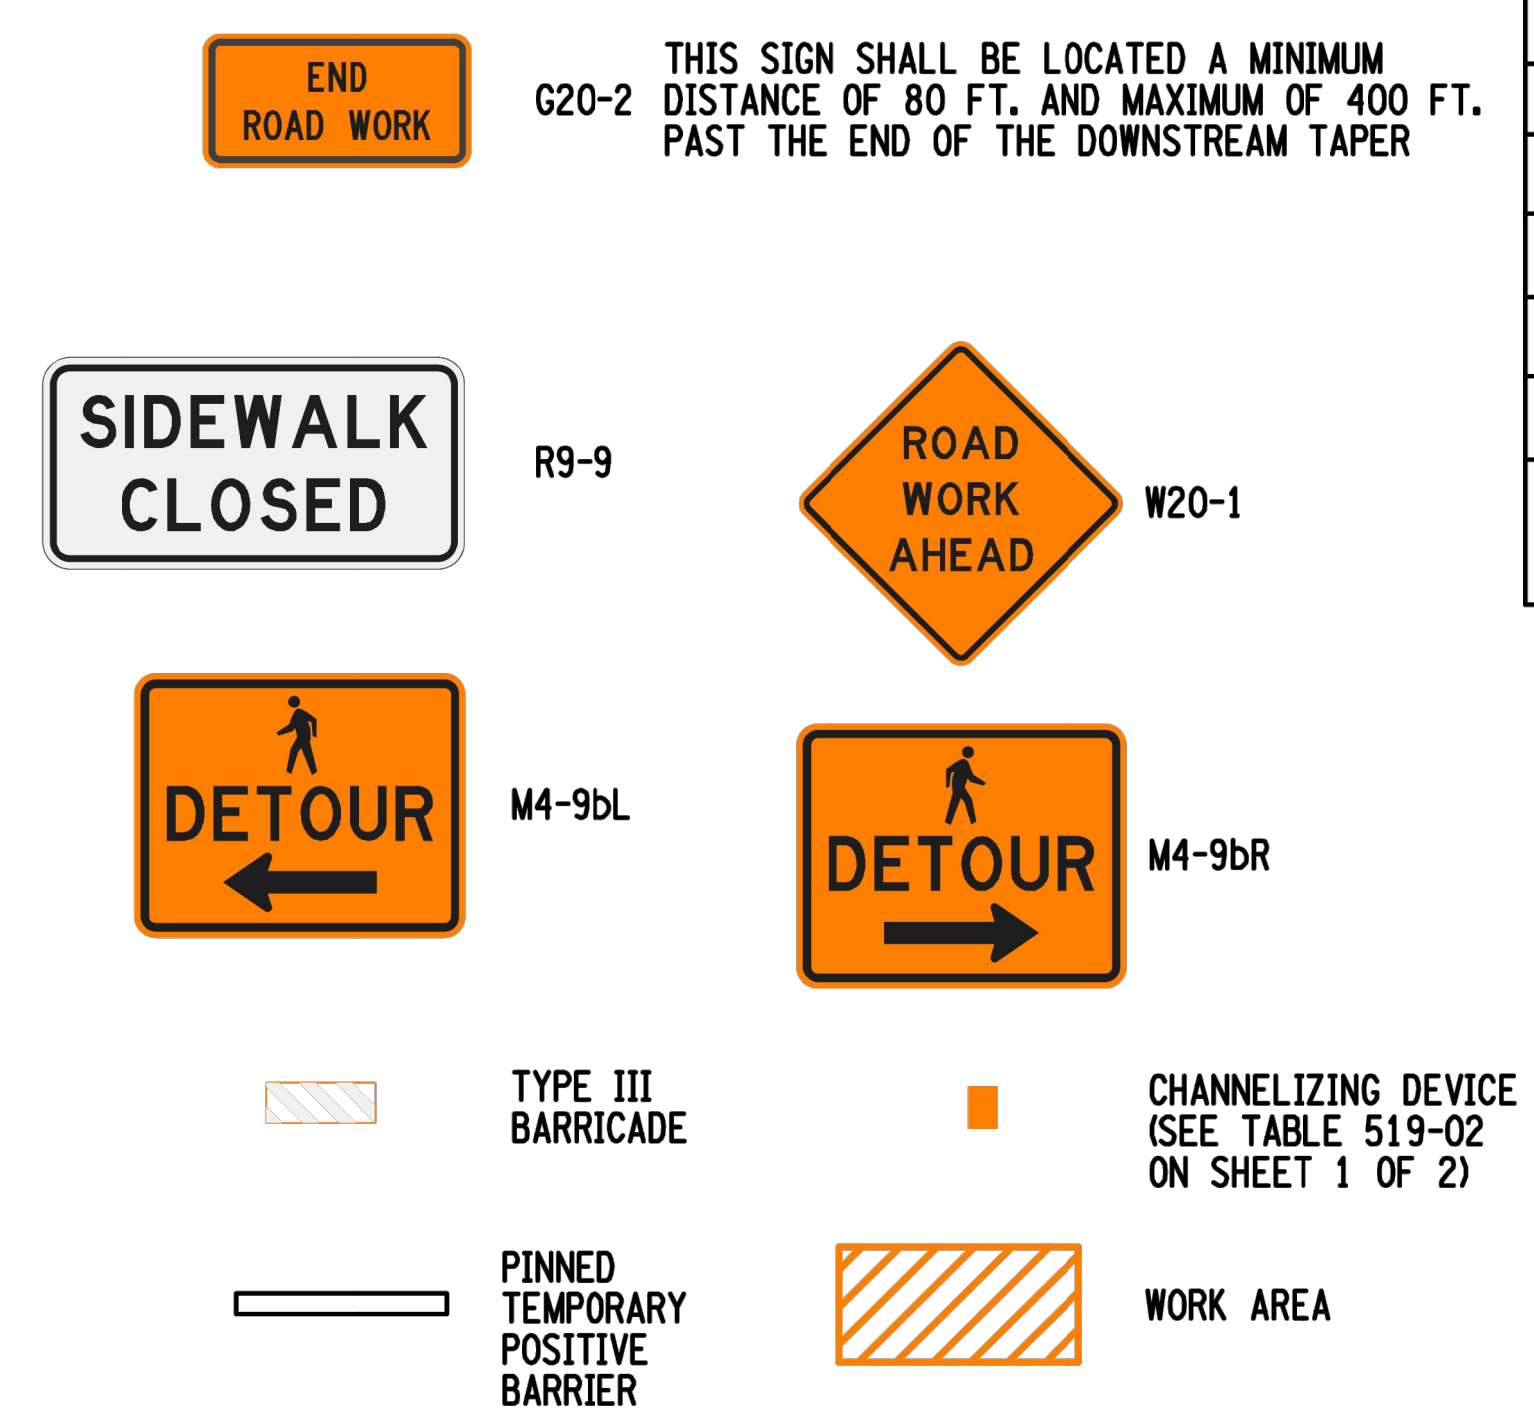 END
ROAD WORK
G20-2
THIS SIGN SHALL BE LOCATED A MINIMUM
DISTANCE OF 80 FT. AND MAXIMUM OF 400 FT.
PAST THE END OF THE DOWNSTREAM TAPER
SIDEWALK
CLOSED
R9-9
ROAD
WORK
AHEAD
W20-1
DETOUR
M4-9bL
DETOUR
M4-9bR
TYPE III
BARRICADE
CHANNELIZING DEVICE
(SEE TABLE 519-02
ON SHEET 1 OF 2)
PINNED
TEMPORARY
POSITIVE
BARRIER
WORK AREA